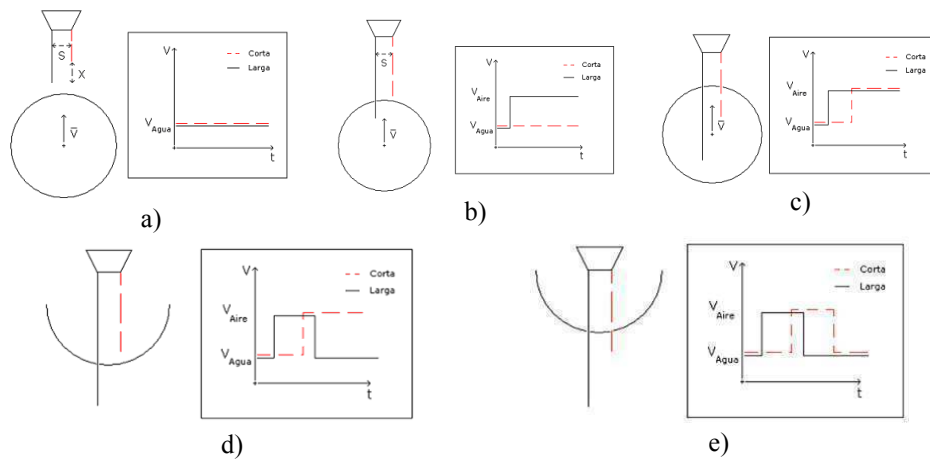 S
X
V̄
V
Corta
Larga
V Agua
t
a)
S
V̄
V
Corta
Larga
V Aire
V Agua
t
b)
V̄
V
Corta
Larga
V Aire
V Agua
t
c)
V
Corta
Larga
V Aire
V Agua
t
d)
V
Corta
Larga
V Aire
V Agua
t
e)